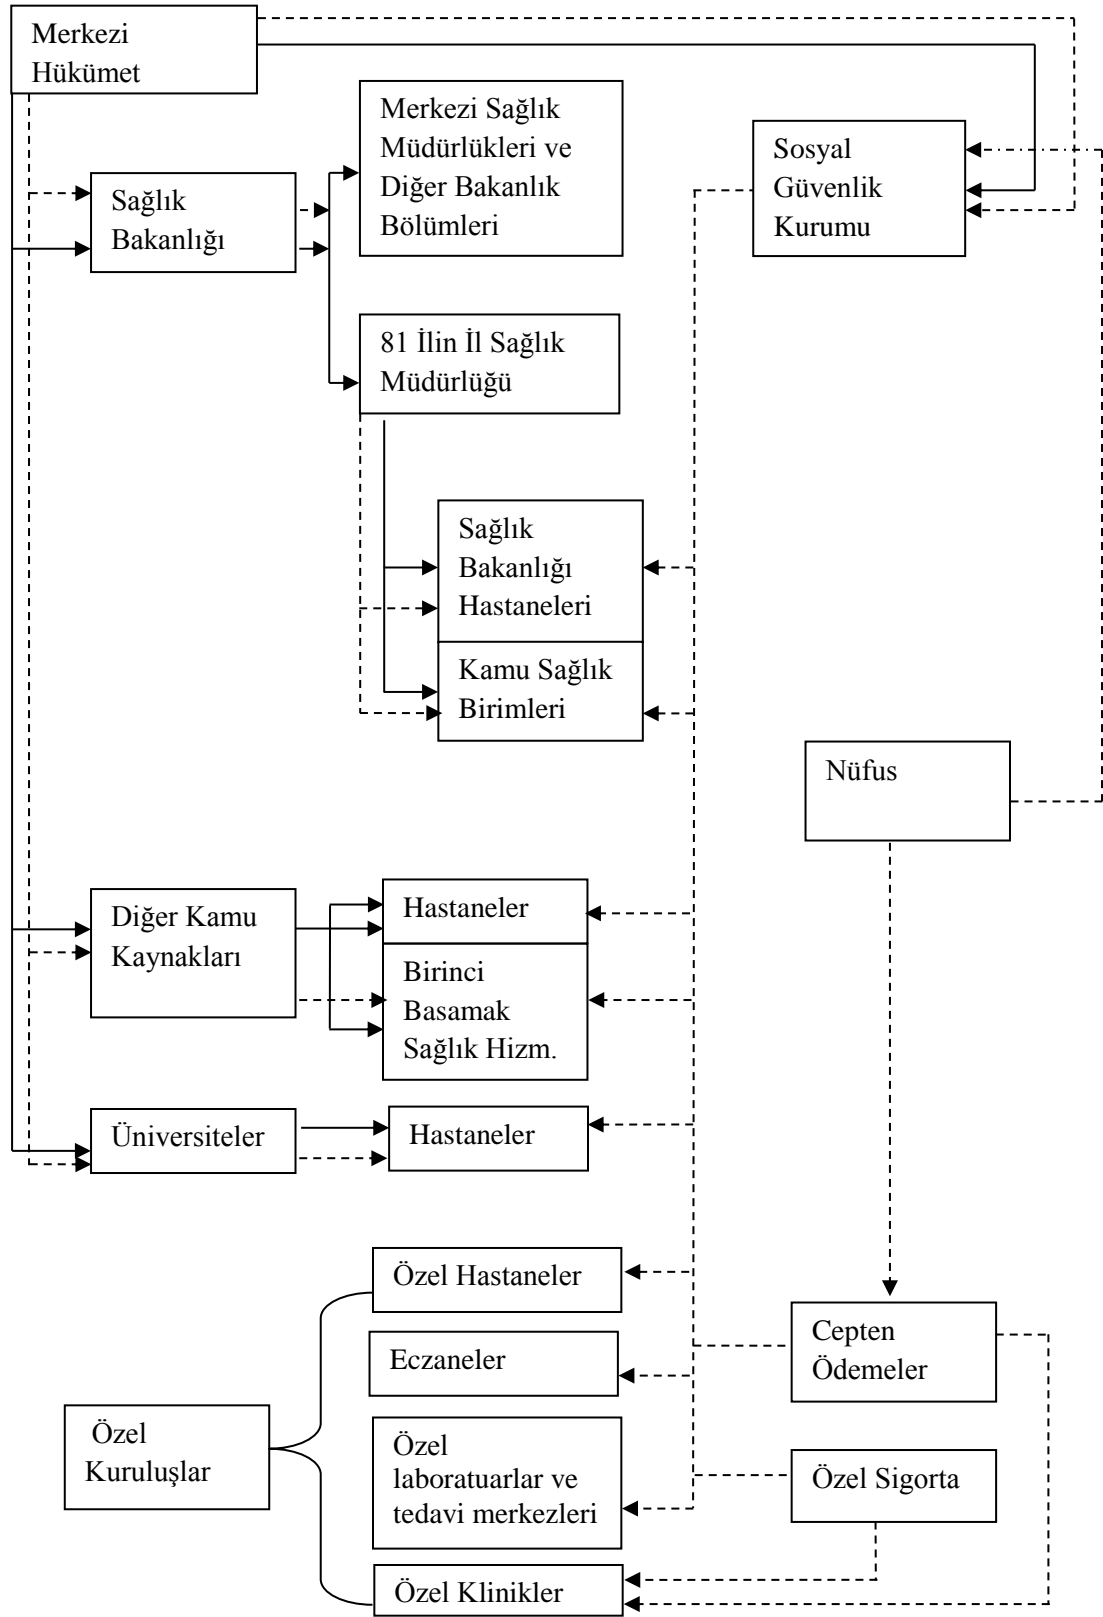 Merkezi
Hükümet
Merkezi Sağlık
Müdürlükleri ve
Diğer Bakanlık
Bölümleri
Sosyal
Güvenlik
Kurumu
Sağlık
Bakanlığı
81 İlin İl Sağlık
Müdürlüğü
Sağlık
Bakanlığı
Hastaneleri
Kamu Sağlık
Birimleri
Nüfus
Diğer Kamu
Kaynakları
Hastaneler
Birinci
Basamak
Sağlık Hizm.
Üniversiteler
Hastaneler
Özel Hastaneler
Eczaneler
Cepten
Ödemeler
Özel
Kuruluşlar
Özel
laboratuarlar ve
tedavi merkezleri
Özel Sigorta
Özel Klinikler